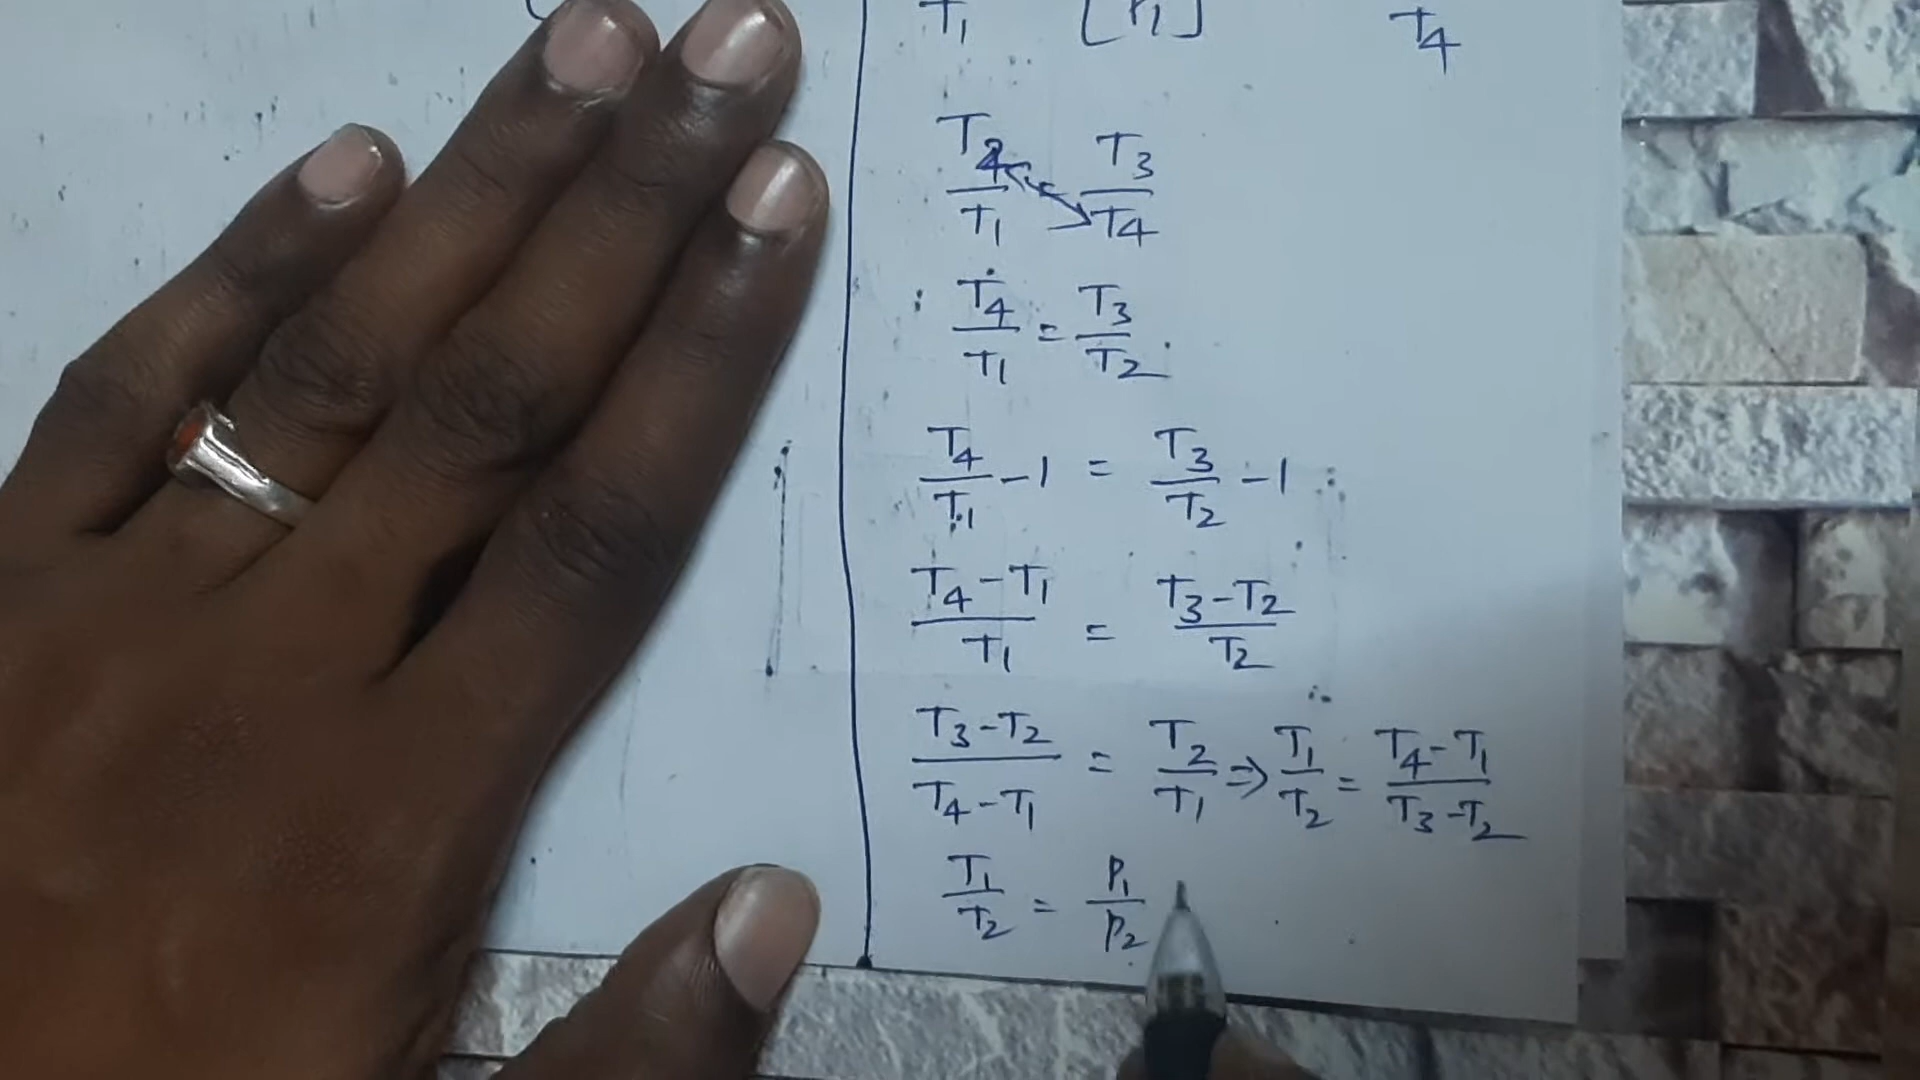 T1 [P1] T4
T2/T1 T3/T4
T4/T1 = T3/T2
T4/T1 - 1 = T3/T2 - 1
T4-T1/T1 = T3-T2/T2
T3-T2/T4-T1 = T2/T1 ⇒ T1/T2 = T4-T1/T3-T2
T1/T2 = P1/P2